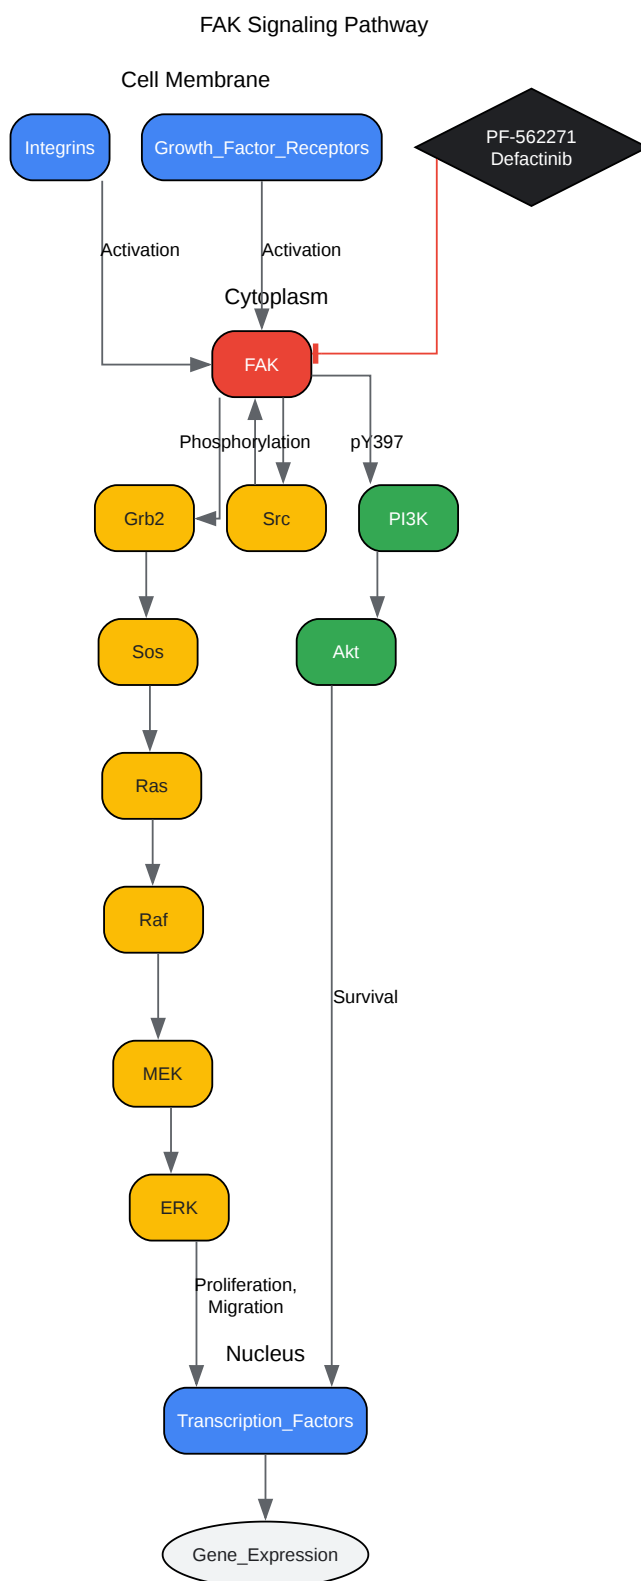 FAK Signaling Pathway
Cell Membrane
Integrins
Growth_Factor_Receptors
PF-562271
Defactinib
Activation
Activation
Cytoplasm
FAK
Phosphorylation
pY397
Grb2
Src
PI3K
Sos
Akt
Ras
Raf
Survival
MEK
ERK
Proliferation,
Migration
Nucleus
Transcription_Factors
Gene_Expression